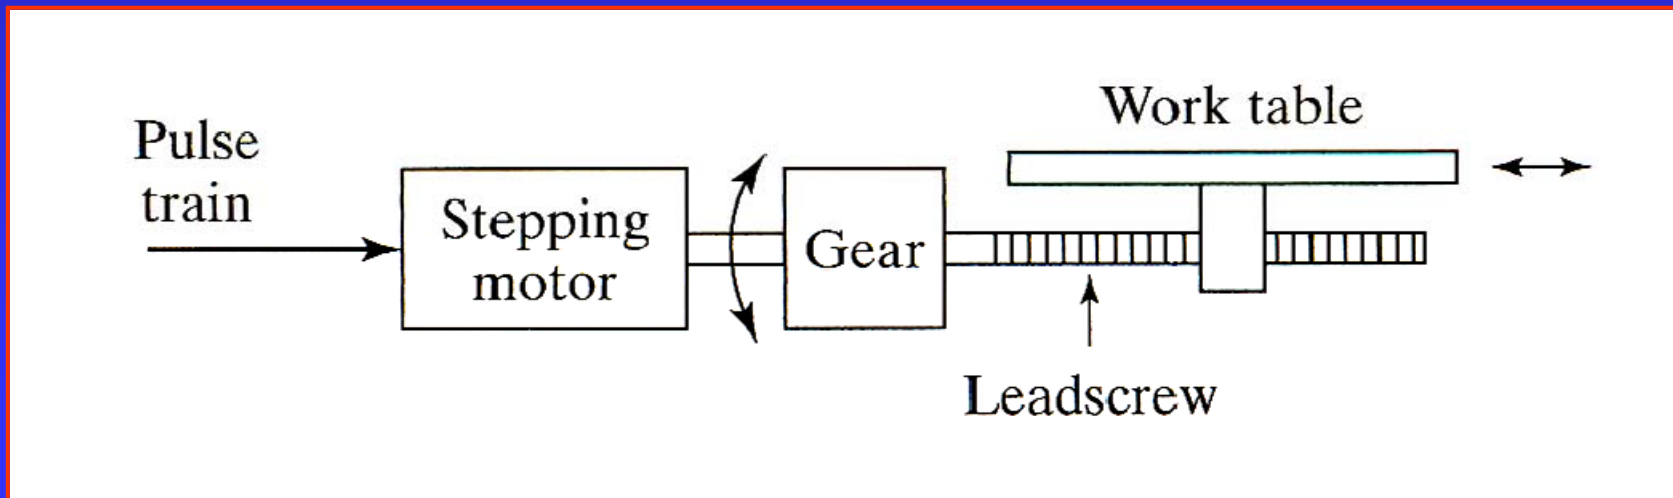 Work table
Pulse
train
Stepping
motor
Gear
Leadscrew